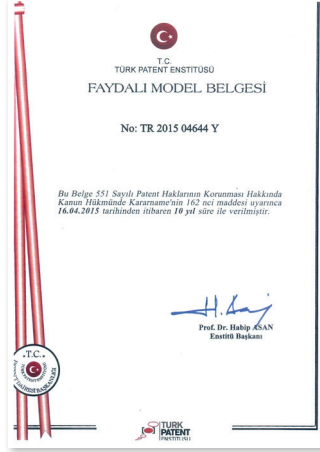 T.C.
TÜRK PATENT ENSTİTÜSÜ
FAYDALI MODEL BELGESİ
No: TR 2015 04644 Y
Bu Belge 551 Sayılı Patent Haklarının Korunması Hakkında
Kanun Hükmünde Kararname'nin 162 nci maddesi uyarınca
16.04.2015 tarihinden itibaren 10 yıl süre ile verilmiştir.
Prof. Dr. Habip ASAN
Enstitü Başkanı
T.C.
TÜRK
PATENT
ENSTİTÜSÜ